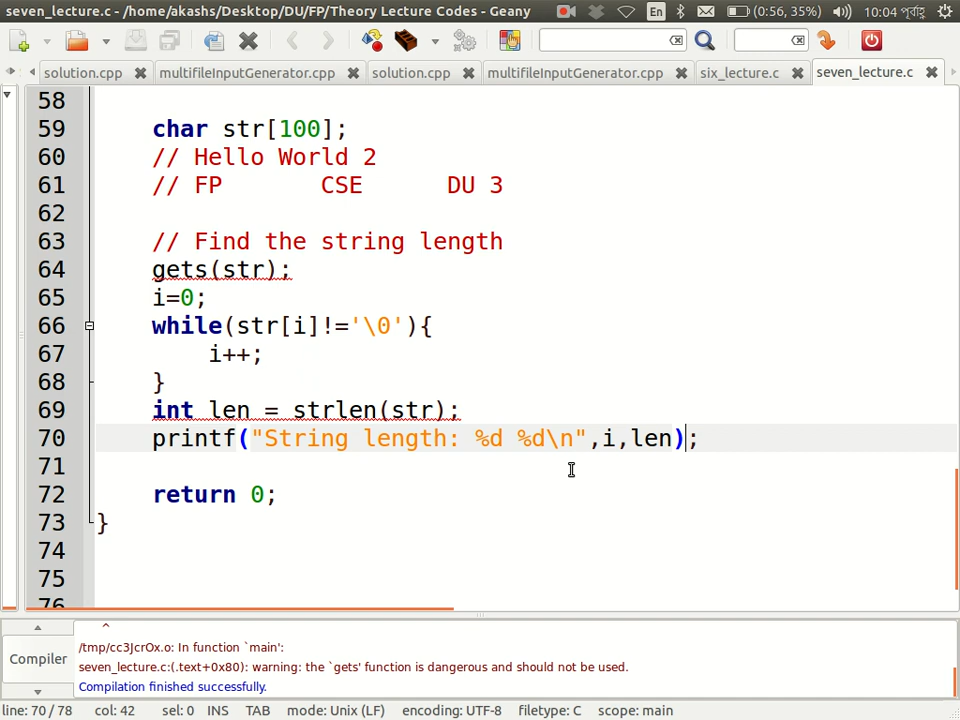 seven_lecture.c - /home/akashs/Desktop/DU/FP/Theory Lecture Codes - Geany
En
(0:56, 35%)
10:04 পূর্বাহ্ণ
solution.cpp
multifileInputGenerator.cpp
solution.cpp
multifileInputGenerator.cpp
six_lecture.c
seven_lecture.c
58
59 char str[100];
60 // Hello World 2
61 // FP       CSE      DU 3
62
63 // Find the string length
64 gets(str);
65 i=0;
66 while(str[i]!='\0'){
67 i++;
68 }
69 int len = strlen(str);
70 printf("String length: %d %d\n",i,len);
71
72 return 0;
73 }
74
75
76
^
/tmp/cc3JcrOx.o: In function `main':
Compiler
seven_lecture.c:(.text+0x80): warning: the `gets' function is dangerous and should not be used.
Compilation finished successfully.
line: 70 / 78 col: 42 sel: 0 INS TAB mode: Unix (LF) encoding: UTF-8 filetype: C scope: main